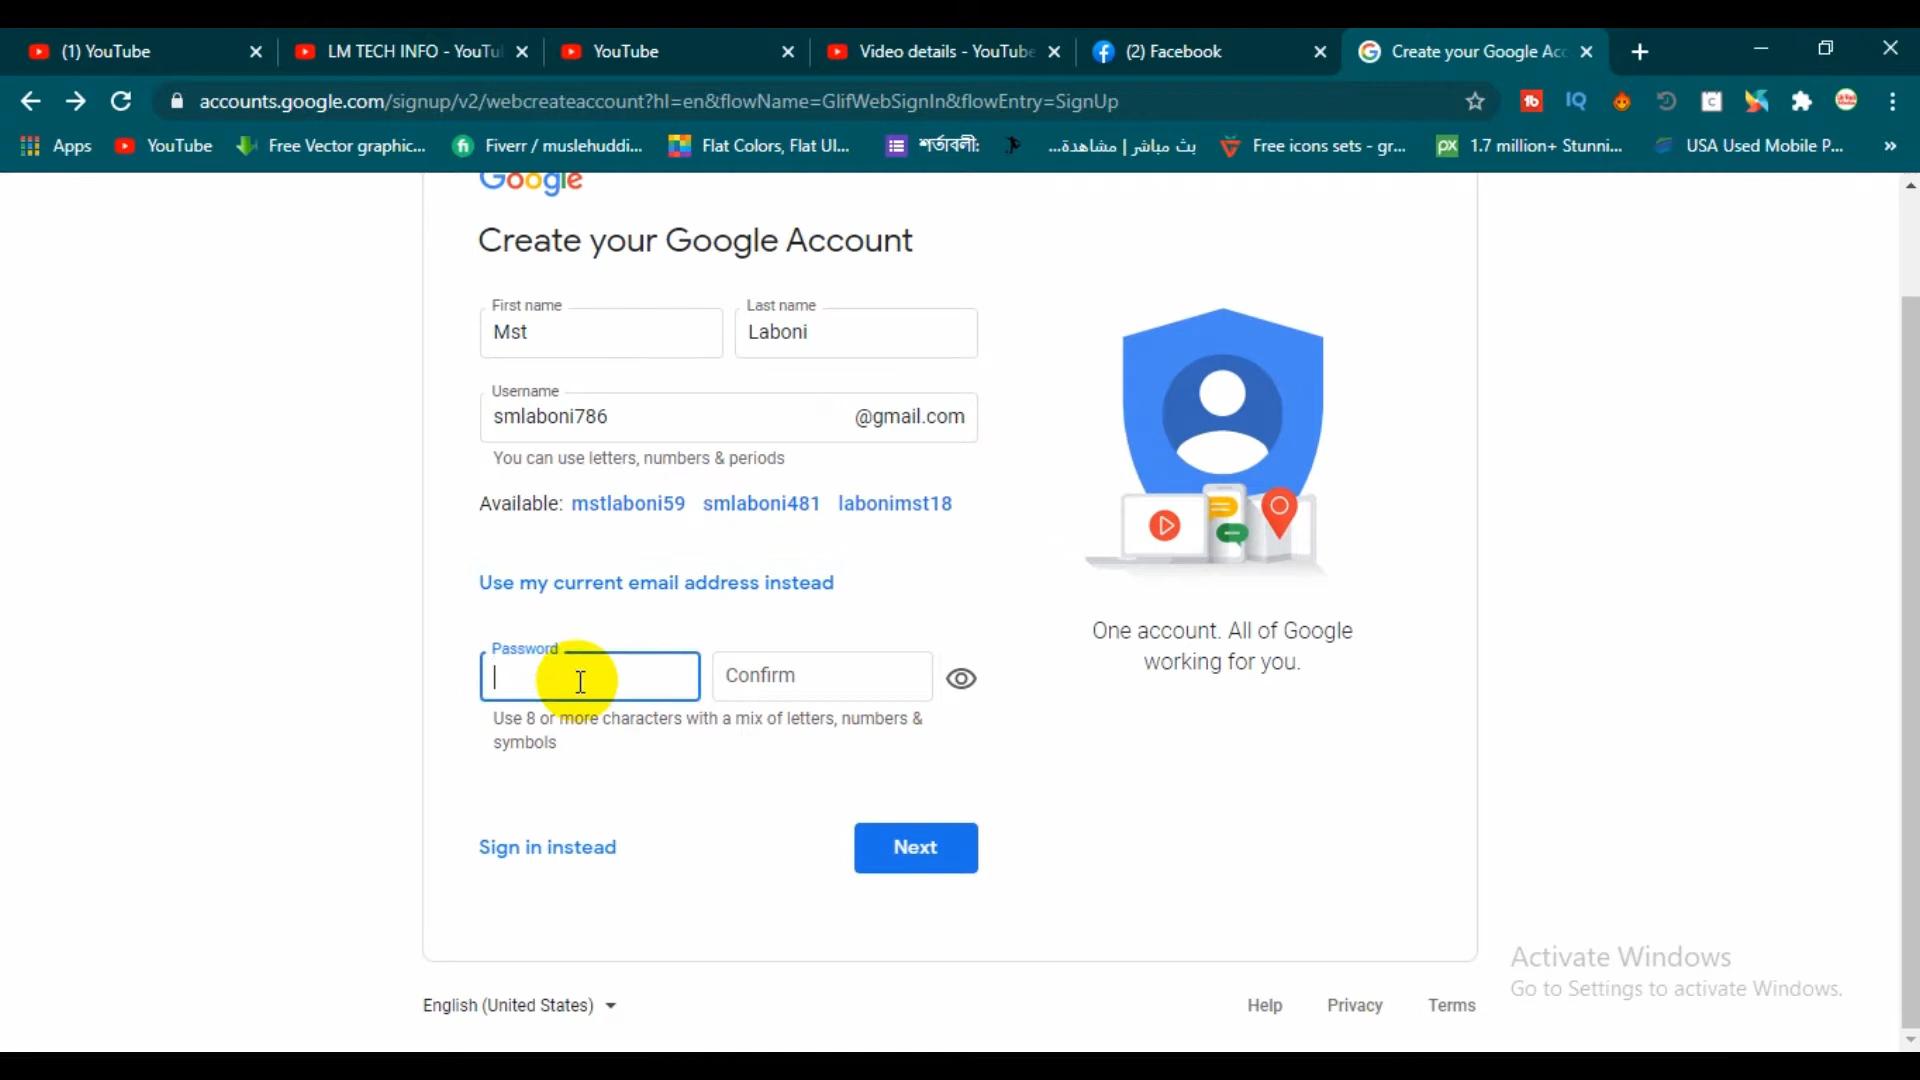 (1) YouTube
LM TECH INFO - YouTu
YouTube
Video details - YouTube
(2) Facebook
Create your Google Acc
accounts.google.com/signup/v2/webcreateaccount?hl=en&flowName=GlifWebSignIn&flowEntry=SignUp
Apps
YouTube
Free Vector graphic...
Fiverr / muslehuddi...
Flat Colors, Flat UI...
শর্তাবলী:
بث مباشر | مشاهدة...
Free icons sets - gr...
1.7 million+ Stunni...
USA Used Mobile P...
»
Google
Create your Google Account
First name
Mst
Last name
Laboni
Username
smlaboni786
@gmail.com
You can use letters, numbers & periods
Available: mstlaboni59 smlaboni481 labonimst18
Use my current email address instead
Password
Confirm
Use 8 or more characters with a mix of letters, numbers &
symbols
Sign in instead
Next
One account. All of Google
working for you.
English (United States)
Help
Privacy
Terms
Activate Windows
Go to Settings to activate Windows.